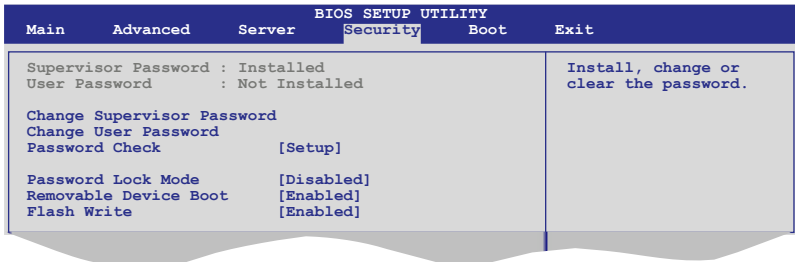 BIOS SETUP UTILITY
Main Advanced Server Security Boot Exit
Supervisor Password : Installed
User Password : Not Installed
Change Supervisor Password
Change User Password
Password Check [Setup]
Password Lock Mode [Disabled]
Removable Device Boot [Enabled]
Flash Write [Enabled]
Install, change or
clear the password.